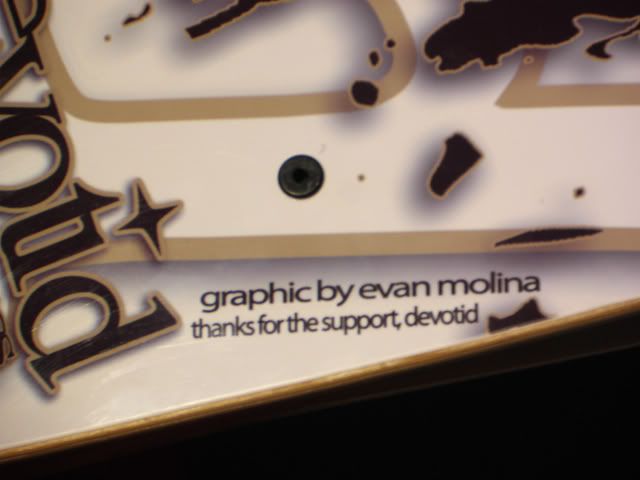 graphic by evan molina
thanks for the support, devotid